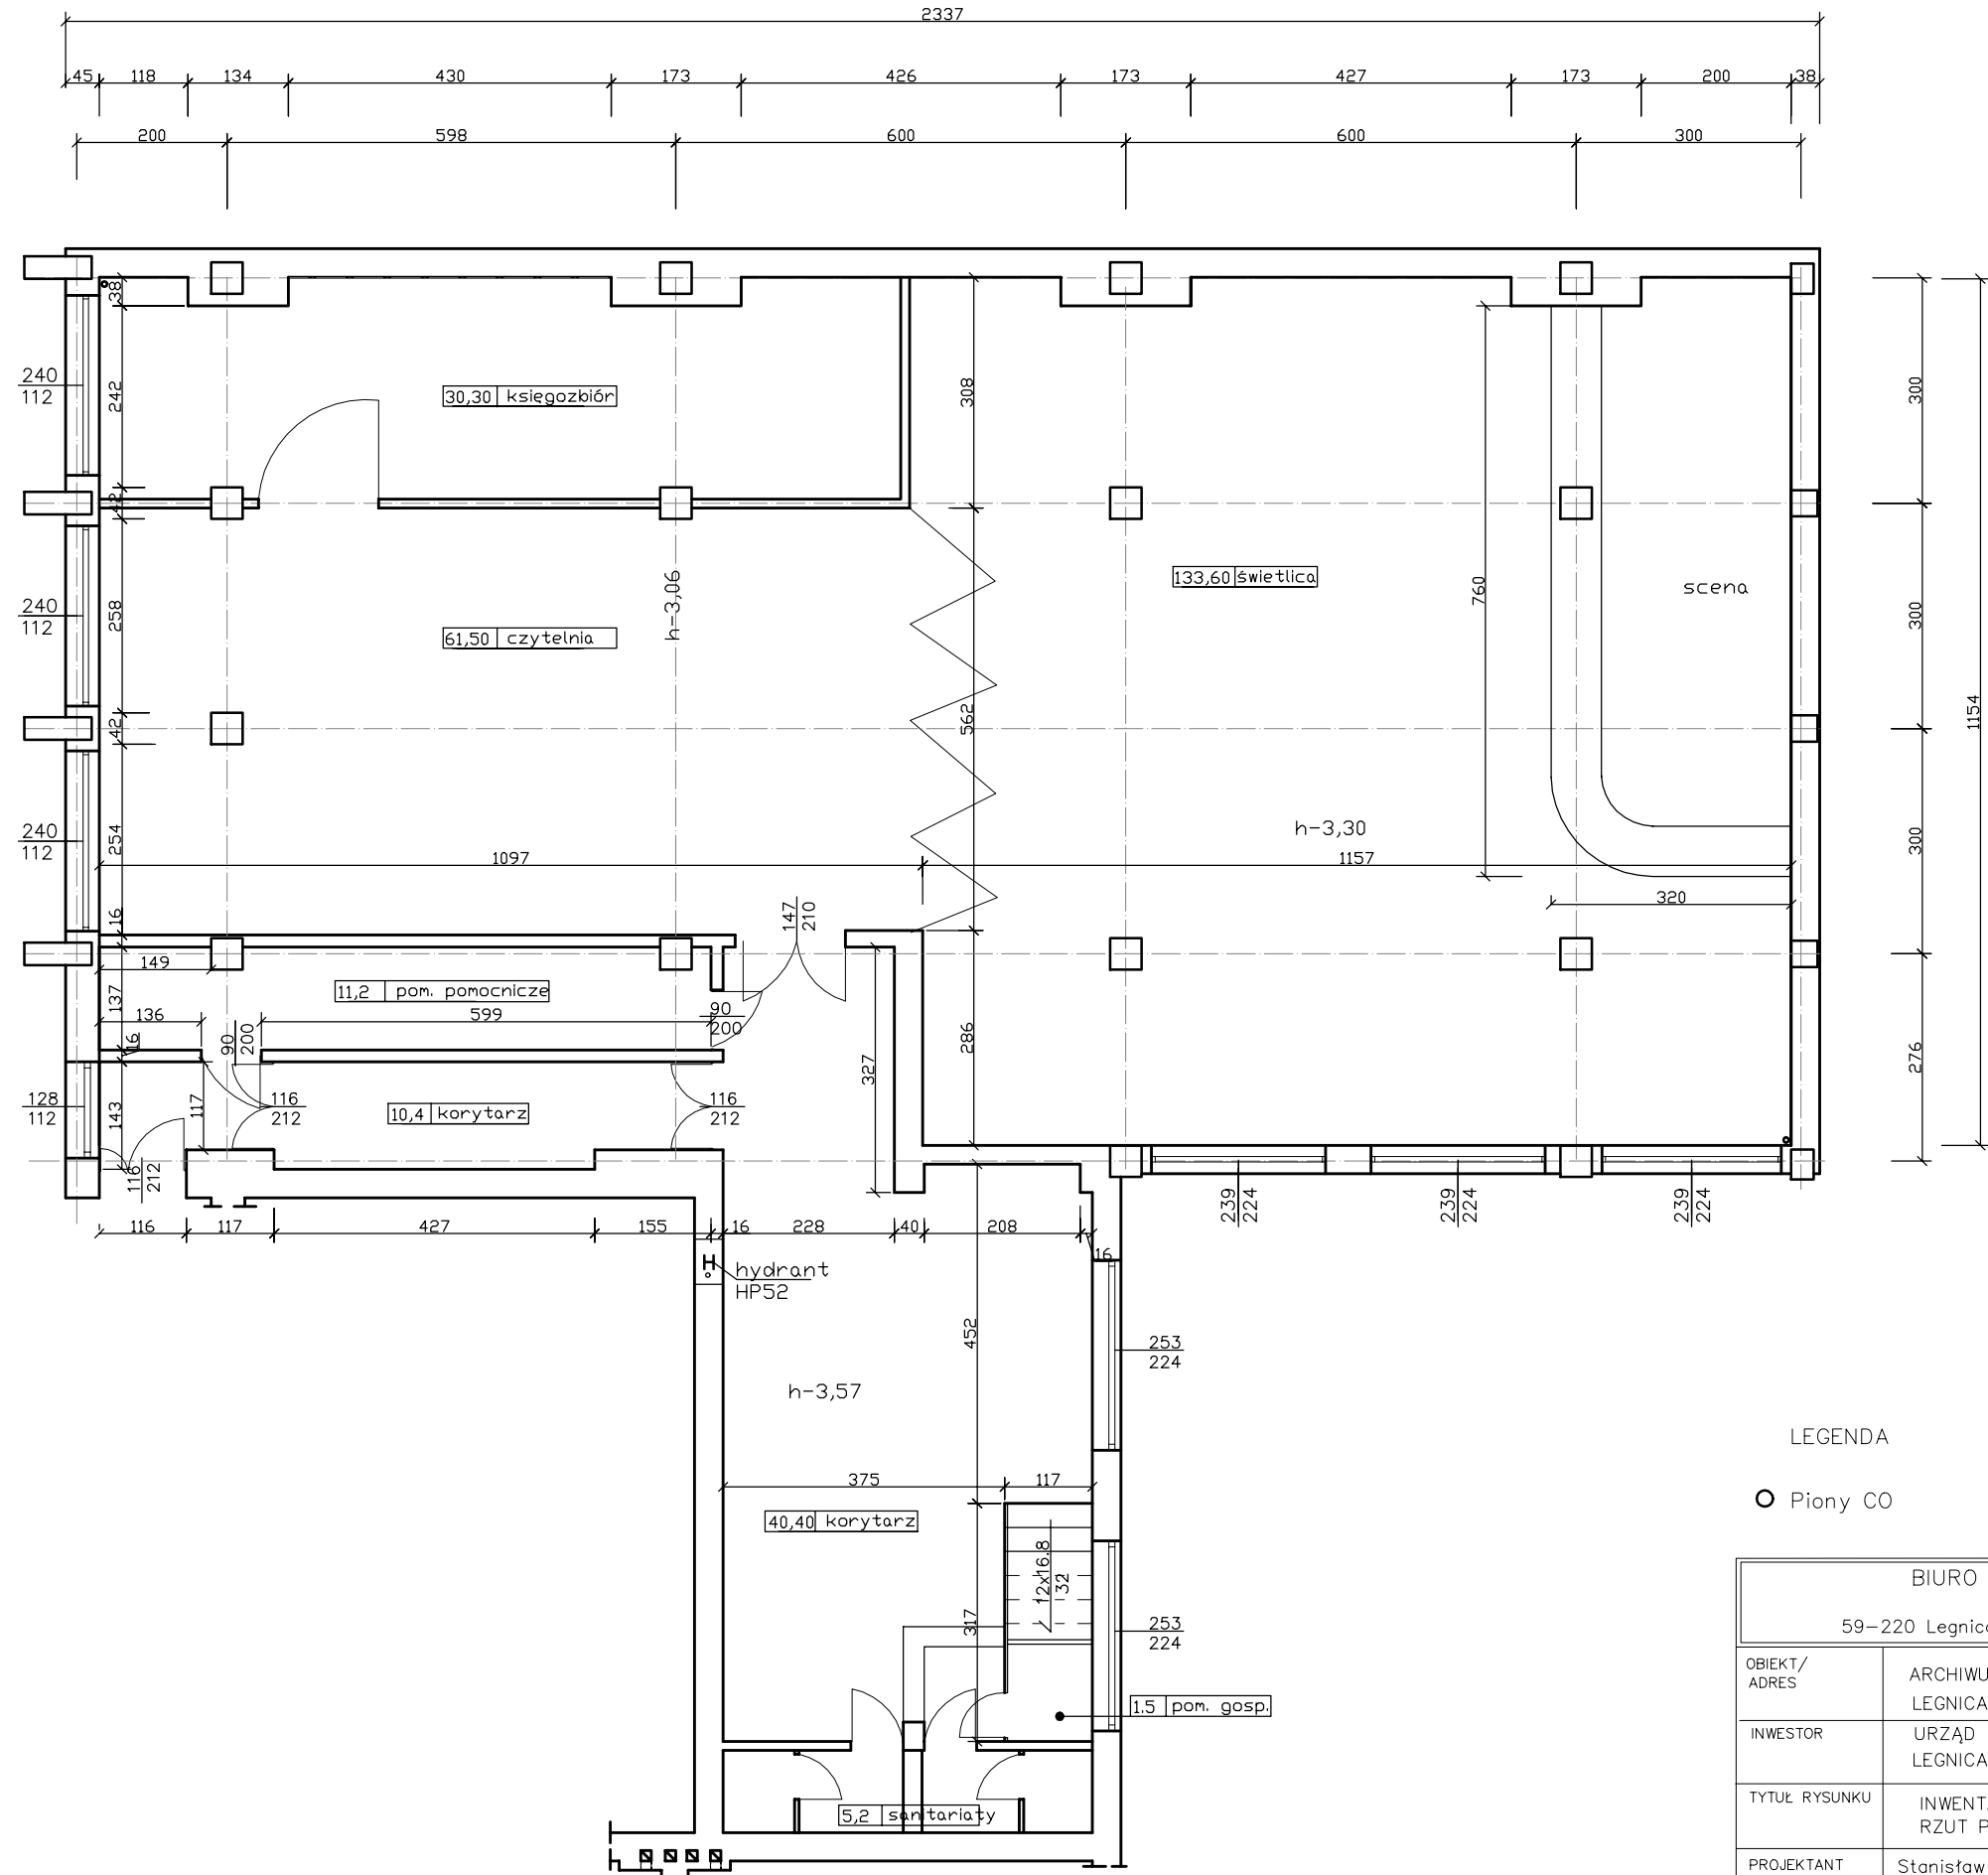 2337
45 118 134 430 173 426 173 427 173 200 38
200 598 600 600 300
38
240
112
242
30,30 księgozbiór
308
300
42
42
240
112
258
h-3,06
61,50 czytelnia
133,60 świetlica
760
scena
300
562
1154
42
240
112
254
h-3,30
300
1097
1157
320
16
147
210
149
11,2 pom. pomocnicze
137
136
599
90
200
90
200
16
327
286
276
128
112
143
117
116
212
10,4 korytarz
116
212
116
212
239
224
239
224
239
224
116 117 427 155 16 228 40 208
16
H
hydrant
HP52
452
253
224
h-3,57
LEGENDA
375 117
Piony CO
40,40 korytarz
12x16.8
32
317
253
224
1.5 pom. gosp.
5,2 sanitariaty
BIURO
59-220 Legnica
OBIEKT/
ADRES
ARCHIWU
LEGNICA
INWESTOR
URZĄD
LEGNICA
TYTUŁ RYSUNKU
INWENT
RZUT P
PROJEKTANT
Stanisław